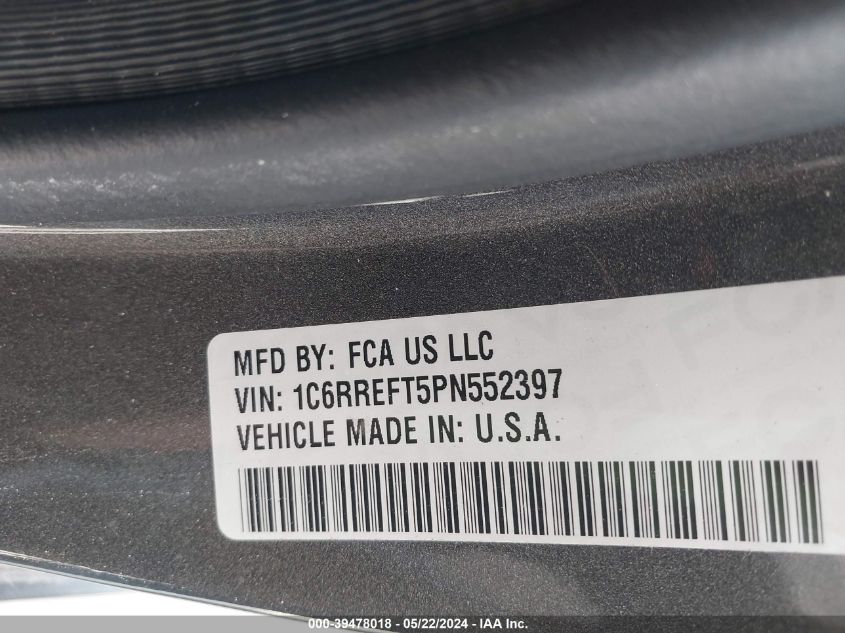 MFD BY: FCA US LLC
VIN: 1C6RREFT5PN552397
VEHICLE MADE IN: U.S.A.
000-39478018 - 05/22/2024 - IAA Inc.